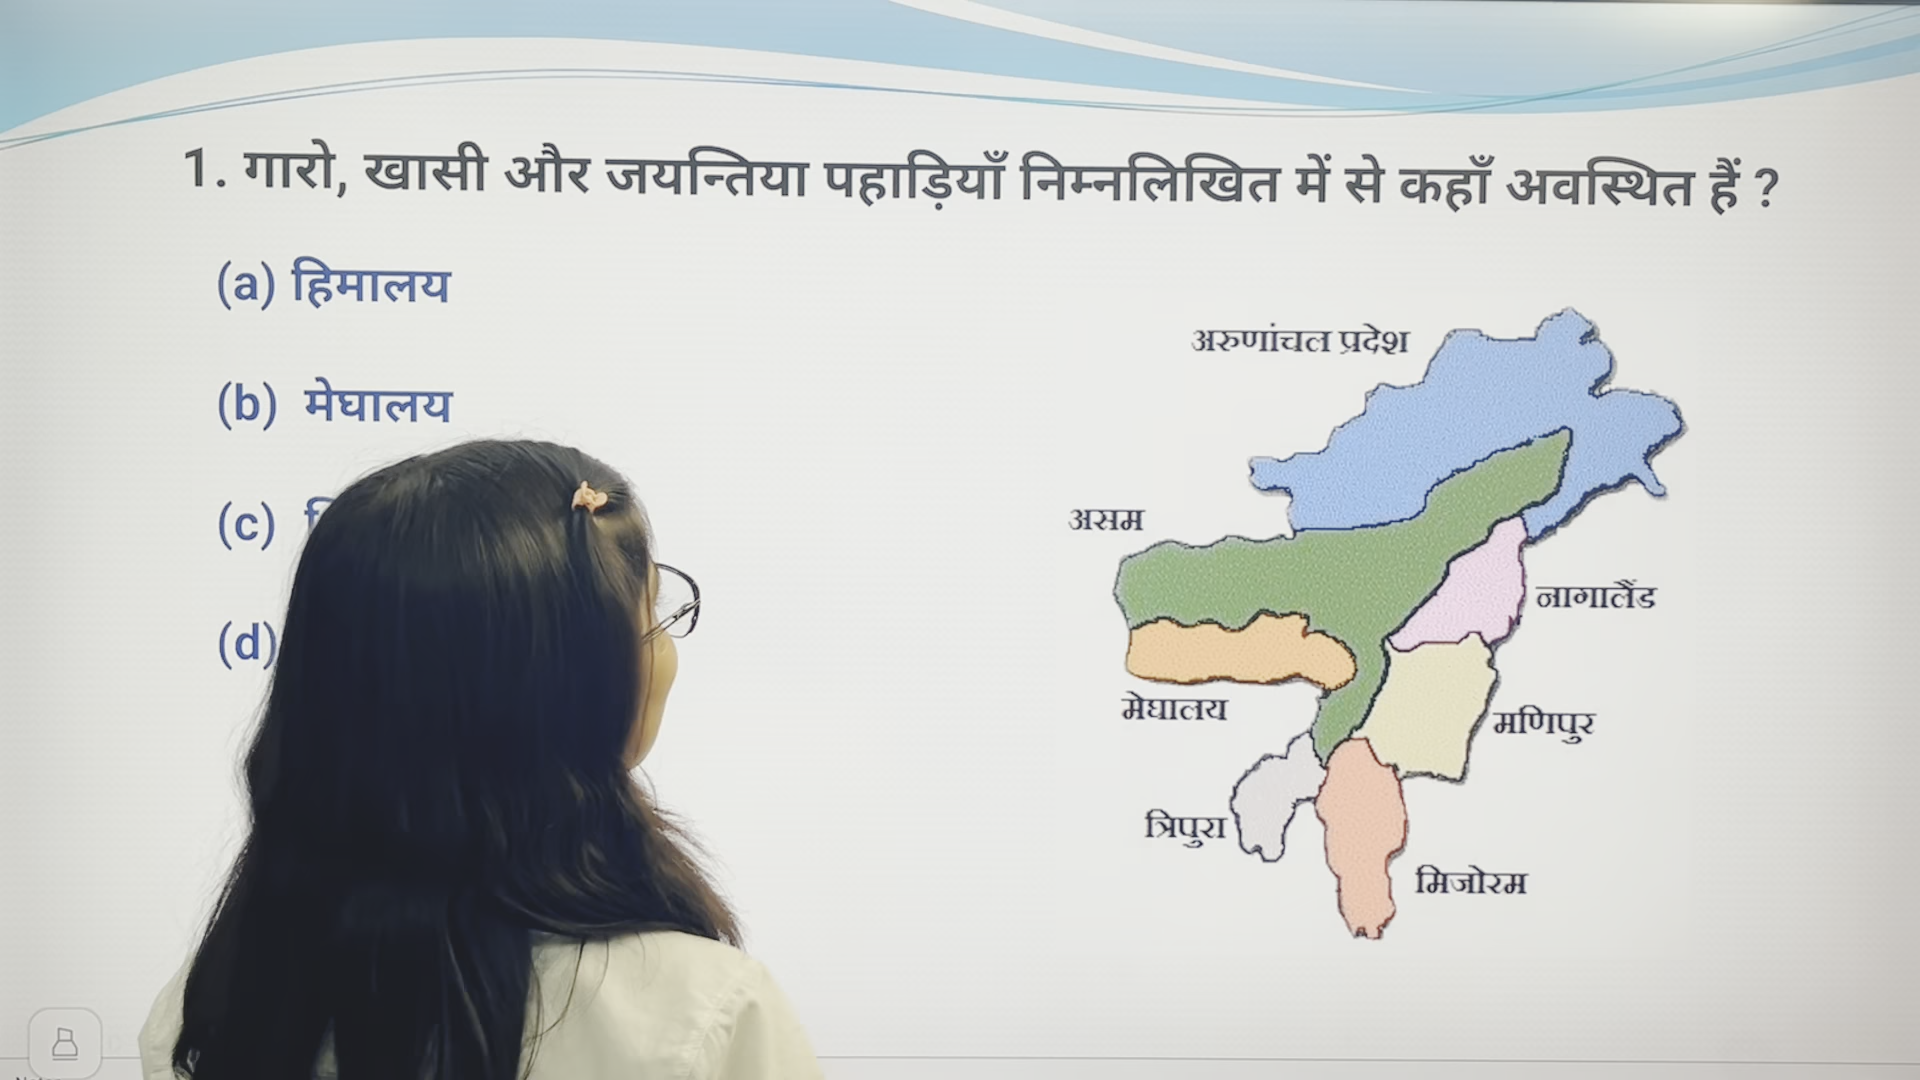 1. गारो, खासी और जयन्तिया पहाड़ियाँ निम्नलिखित में से कहाँ अवस्थित हैं ?
(a) हिमालय
(b) मेघालय
(c)
(d)
अरुणांचल प्रदेश
असम
नागालैंड
मेघालय
मणिपुर
त्रिपुरा
मिजोरम